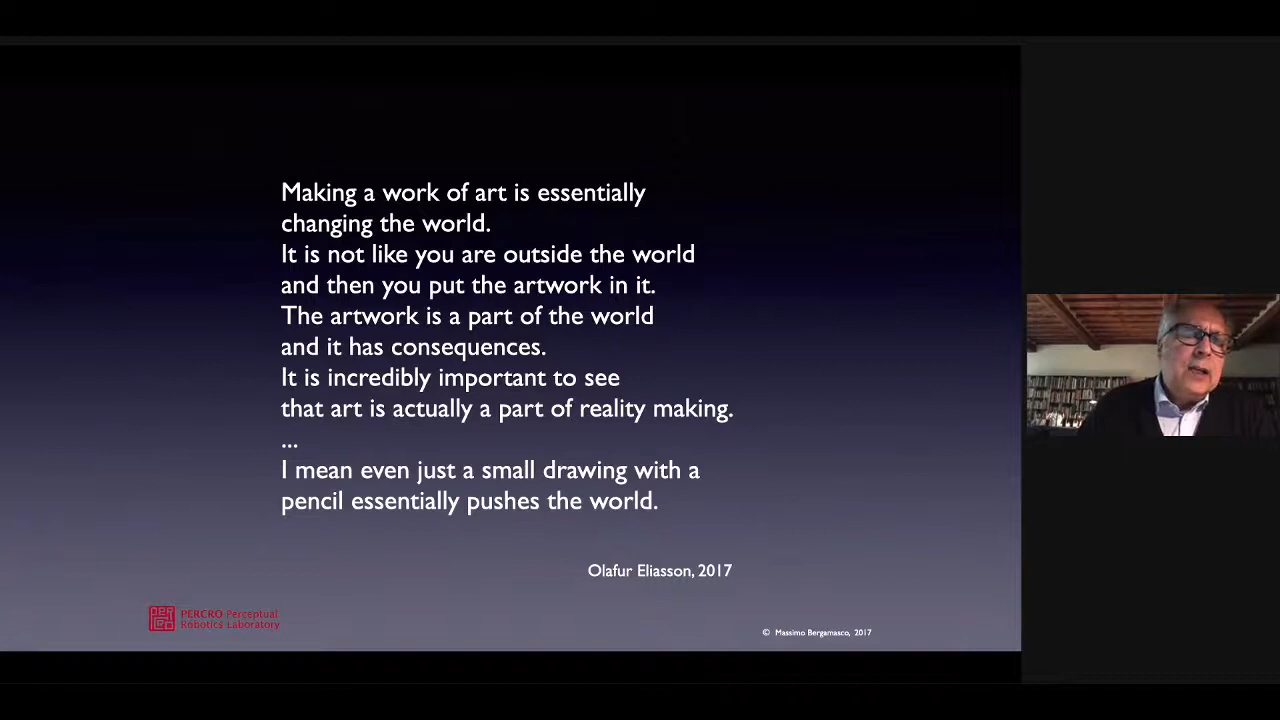 Making a work of art is essentially
changing the world.
It is not like you are outside the world
and then you put the artwork in it.
The artwork is a part of the world
and it has consequences.
It is incredibly important to see
that art is actually a part of reality making.
...
I mean even just a small drawing with a
pencil essentially pushes the world.
Olafur Eliasson, 2017
PERCRO Perceptual
Robotics Laboratory
© Massimo Bergamasco, 2017